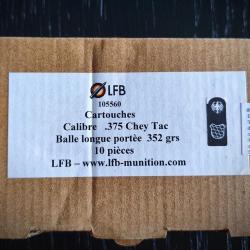 LFB
105560
Cartouches
Calibre .375 Chey Tac
Balle longue portée 352 grs
10 pièces
LFB – www.lfb-munition.com